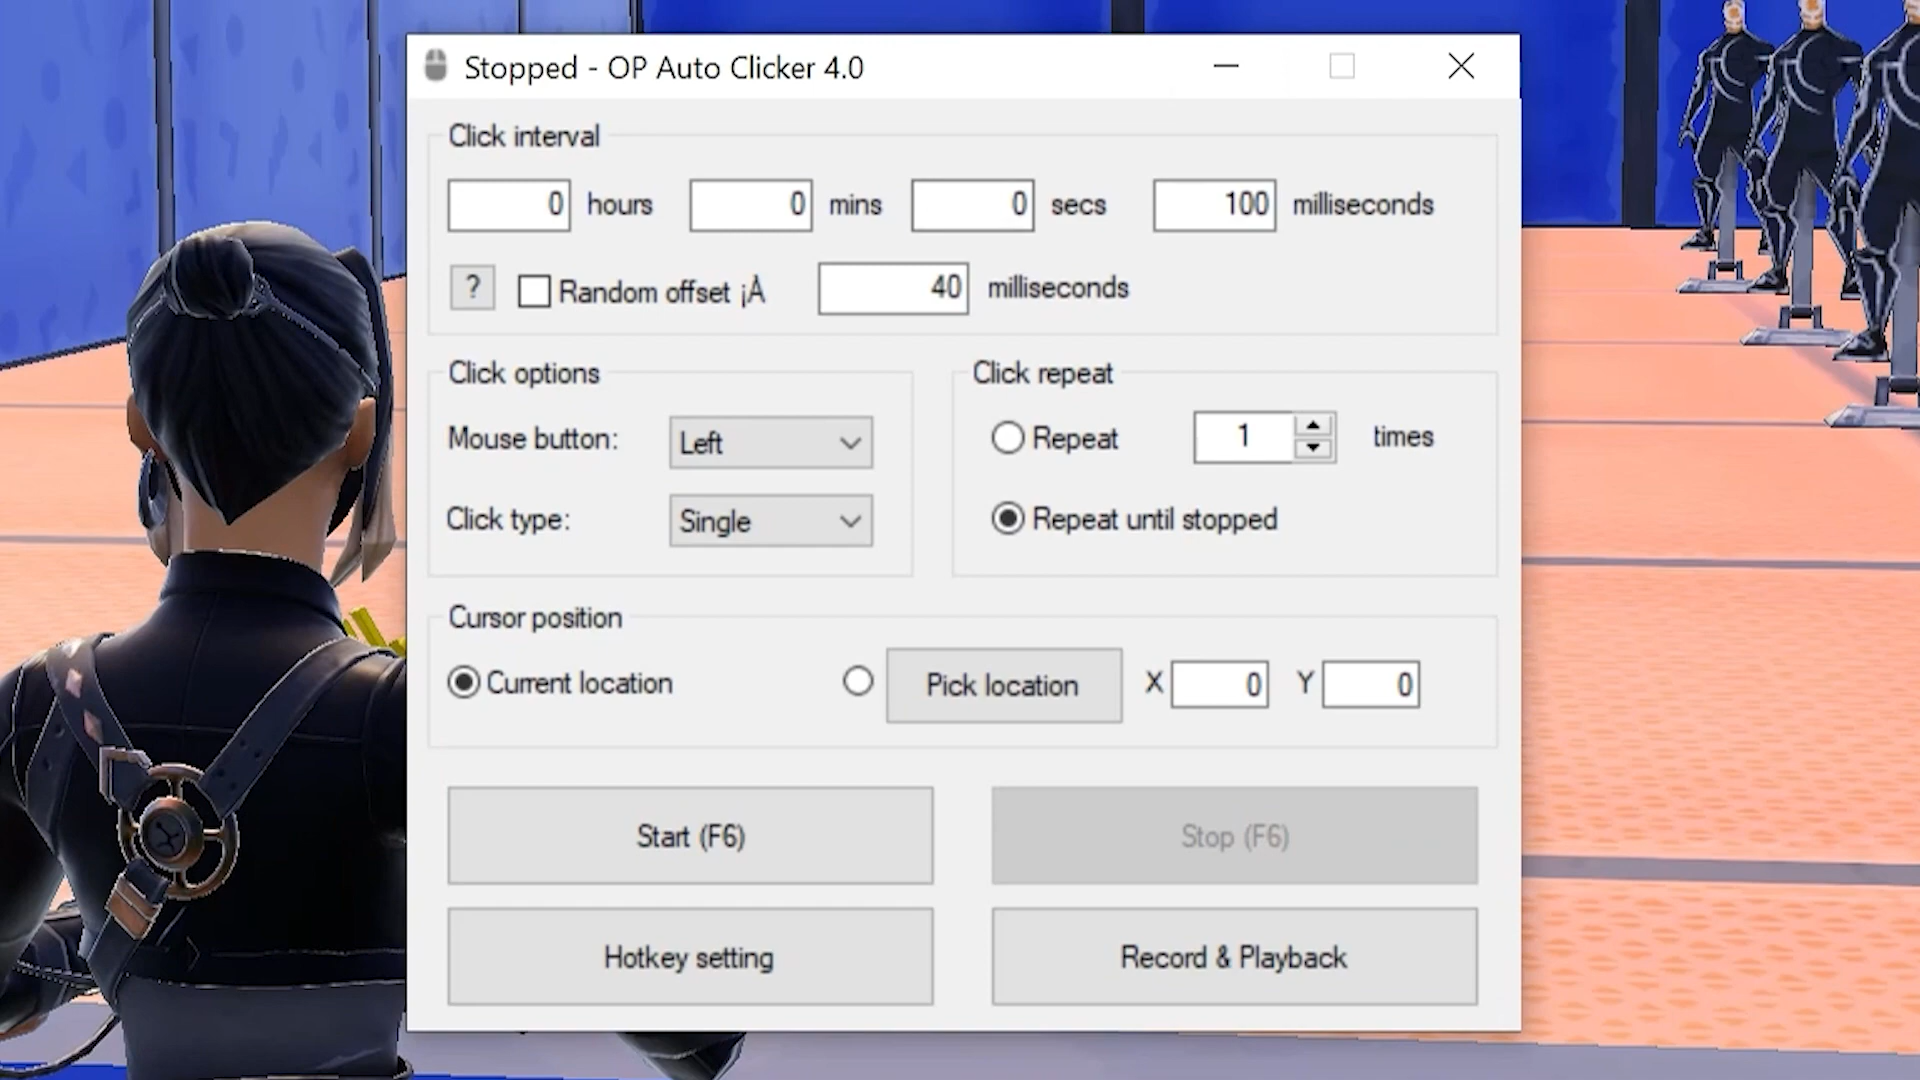 Stopped - OP Auto Clicker 4.0
Click interval
0 hours 0 mins 0 secs 100 milliseconds
? Random offset ¡À 40 milliseconds
Click options
Mouse button: Left
Click type: Single
Click repeat
Repeat 1 times
Repeat until stopped
Cursor position
Current location Pick location X 0 Y 0
Start (F6) Stop (F6)
Hotkey setting Record & Playback